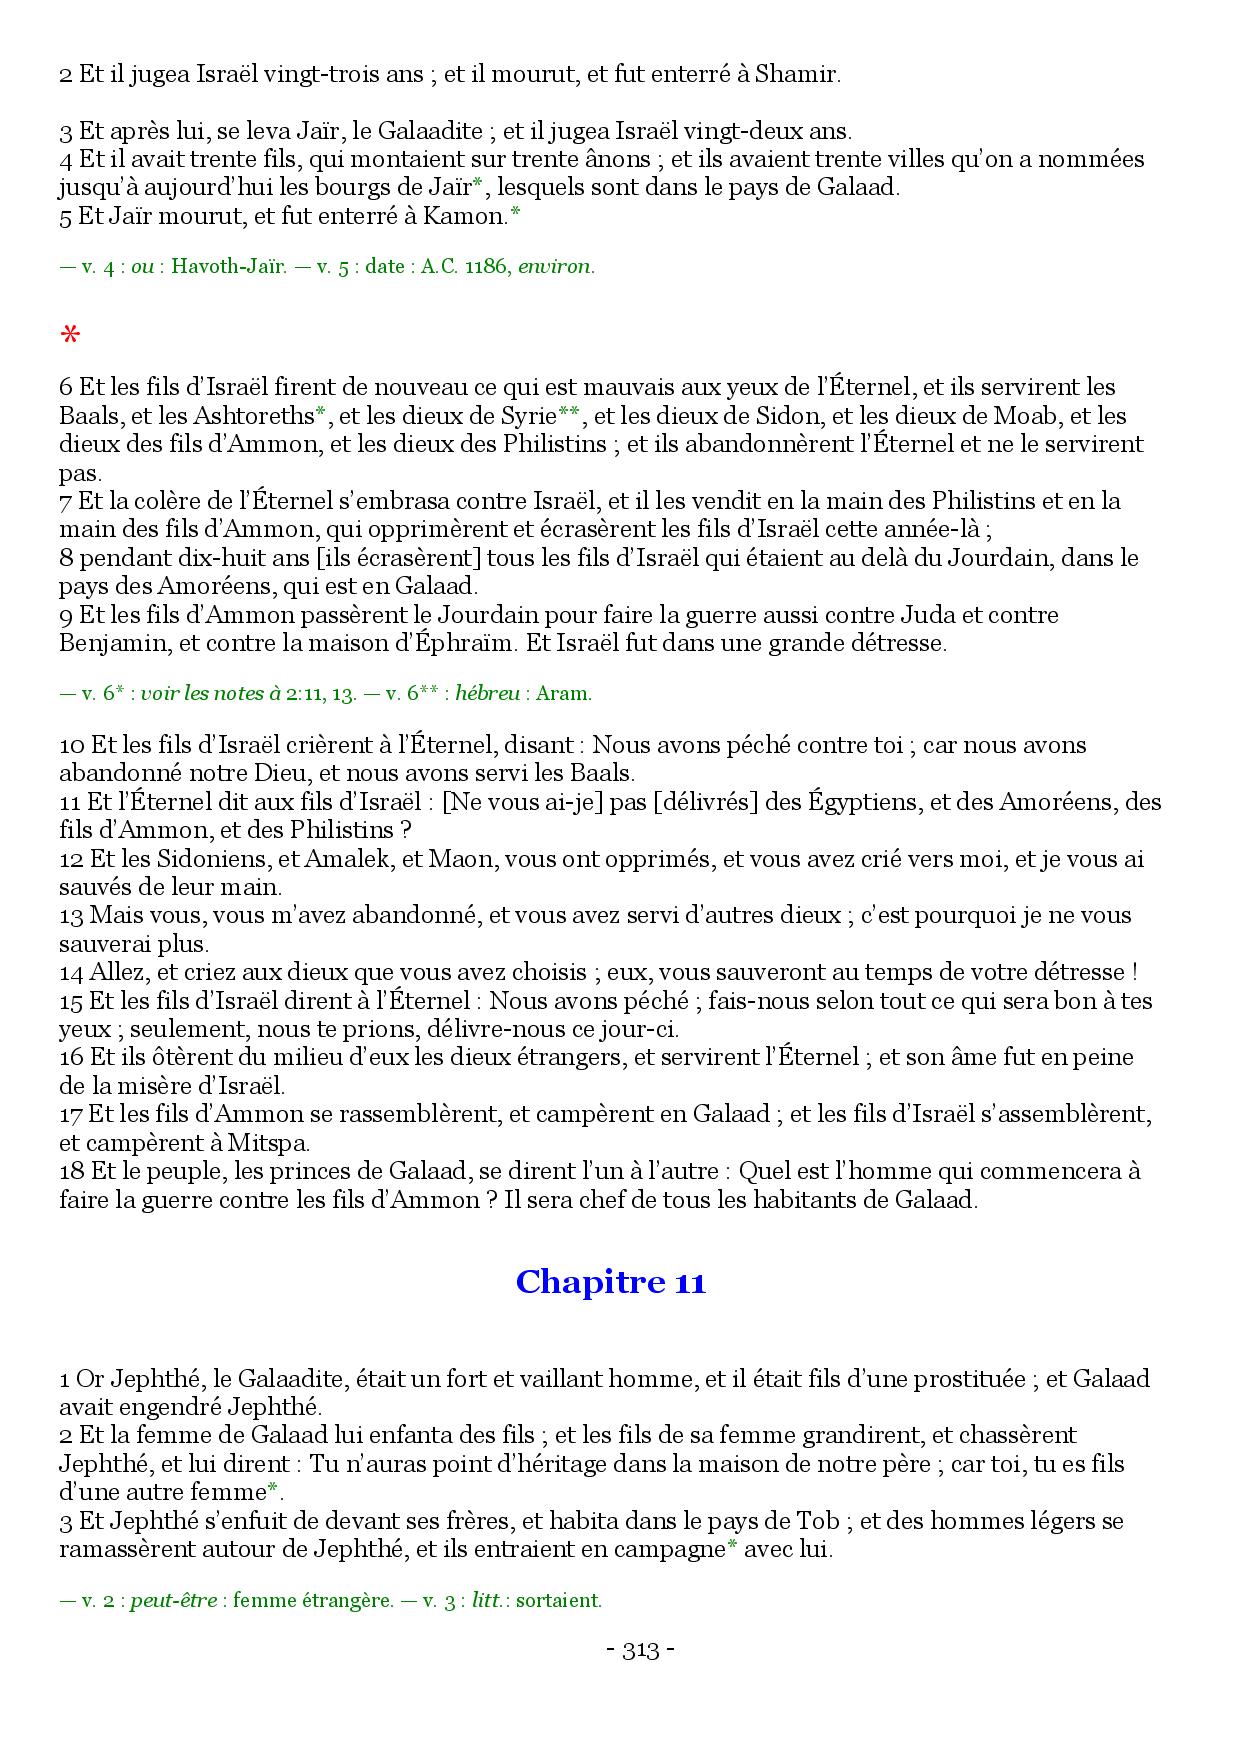 2 Et il jugea Israël vingt-trois ans ; et il mourut, et fut enterré à Shamir.
3 Et après lui, se leva Jaïr, le Galaadite ; et il jugea Israël vingt-deux ans.
4 Et il avait trente fils, qui montaient sur trente ânons ; et ils avaient trente villes qu’on a nommées
jusqu’à aujourd’hui les bourgs de Jaïr*, lesquels sont dans le pays de Galaad.
5 Et Jaïr mourut, et fut enterré à Kamon.*
— v. 4 : ou : Havoth-Jaïr. — v. 5 : date : A.C. 1186, environ.
*
6 Et les fils d’Israël firent de nouveau ce qui est mauvais aux yeux de l’Éternel, et ils servirent les
Baals, et les Ashtoreths*, et les dieux de Syrie**, et les dieux de Sidon, et les dieux de Moab, et les
dieux des fils d’Ammon, et les dieux des Philistins ; et ils abandonnèrent l’Éternel et ne le servirent
pas.
7 Et la colère de l’Éternel s’embrasa contre Israël, et il les vendit en la main des Philistins et en la
main des fils d’Ammon, qui opprimèrent et écrasèrent les fils d’Israël cette année-là ;
8 pendant dix-huit ans [ils écrasèrent] tous les fils d’Israël qui étaient au delà du Jourdain, dans le
pays des Amoréens, qui est en Galaad.
9 Et les fils d’Ammon passèrent le Jourdain pour faire la guerre aussi contre Juda et contre
Benjamin, et contre la maison d’Éphraïm. Et Israël fut dans une grande détresse.
— v. 6* : voir les notes à 2:11, 13. — v. 6** : hébreu : Aram.
10 Et les fils d’Israël crièrent à l’Éternel, disant : Nous avons péché contre toi ; car nous avons
abandonné notre Dieu, et nous avons servi les Baals.
11 Et l’Éternel dit aux fils d’Israël : [Ne vous ai-je] pas [délivrés] des Égyptiens, et des Amoréens, des
fils d’Ammon, et des Philistins ?
12 Et les Sidoniens, et Amalek, et Maon, vous ont opprimés, et vous avez crié vers moi, et je vous ai
sauvés de leur main.
13 Mais vous, vous m’avez abandonné, et vous avez servi d’autres dieux ; c’est pourquoi je ne vous
sauverai plus.
14 Allez, et criez aux dieux que vous avez choisis ; eux, vous sauveront au temps de votre détresse !
15 Et les fils d’Israël dirent à l’Éternel : Nous avons péché ; fais-nous selon tout ce qui sera bon à tes
yeux ; seulement, nous te prions, délivre-nous ce jour-ci.
16 Et ils ôtèrent du milieu d’eux les dieux étrangers, et servirent l’Éternel ; et son âme fut en peine
de la misère d’Israël.
17 Et les fils d’Ammon se rassemblèrent, et campèrent en Galaad ; et les fils d’Israël s’assemblèrent,
et campèrent à Mitspa.
18 Et le peuple, les princes de Galaad, se dirent l’un à l’autre : Quel est l’homme qui commencera à
faire la guerre contre les fils d’Ammon ? Il sera chef de tous les habitants de Galaad.
Chapitre 11
1 Or Jephthé, le Galaadite, était un fort et vaillant homme, et il était fils d’une prostituée ; et Galaad
avait engendré Jephthé.
2 Et la femme de Galaad lui enfanta des fils ; et les fils de sa femme grandirent, et chassèrent
Jephthé, et lui dirent : Tu n’auras point d’héritage dans la maison de notre père ; car toi, tu es fils
d’une autre femme*.
3 Et Jephthé s’enfuit de devant ses frères, et habita dans le pays de Tob ; et des hommes légers se
ramassèrent autour de Jephthé, et ils entraient en campagne* avec lui.
— v. 2 : peut-être : femme étrangère. — v. 3 : litt.: sortaient.
- 313 -